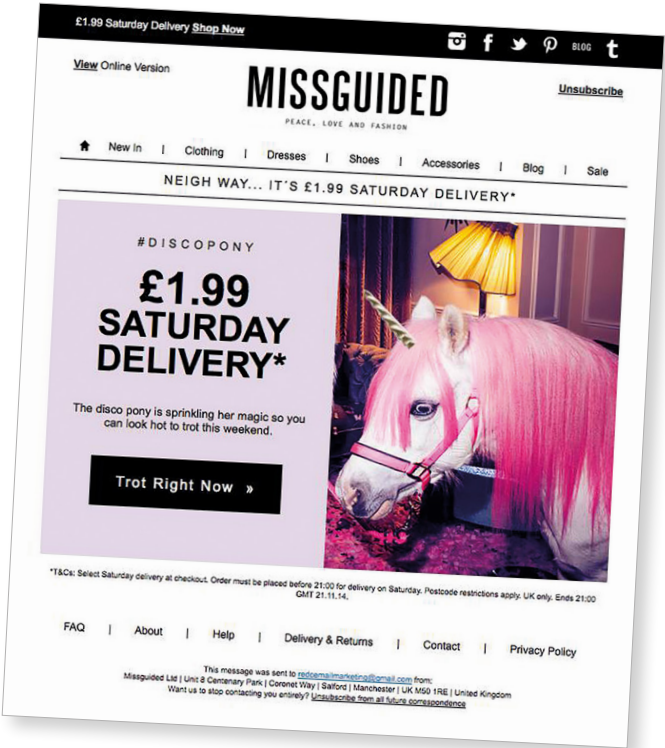 £1.99 Saturday Delivery Shop Now
BLOG
View Online Version
Unsubscribe
MISSGUIDED
PEACE, LOVE AND FASHION
New In | Clothing | Dresses | Shoes | Accessories | Blog | Sale
NEIGH WAY... IT´S £1.99 SATURDAY DELIVERY*
#DISCOPONY
£1.99
SATURDAY
DELIVERY*
The disco pony is sprinkling her magic so you
can look hot to trot this weekend.
Trot Right Now »
*T&Cs: Select Saturday delivery at checkout. Order must be placed before 21:00 for delivery on Saturday. Postcode restrictions apply. UK only. Ends 21:00
GMT 21.11.14.
FAQ | About | Help | Delivery & Returns | Contact | Privacy Policy
This message was sent to redcemailmarketing@gmail.com from:
Missguided Ltd | Unit 8 Centenary Park | Coronet Way | Salford | Manchester | UK M50 1RE | United Kingdom
Want us to stop contacting you entirely? Unsubscribe from all future correspondence